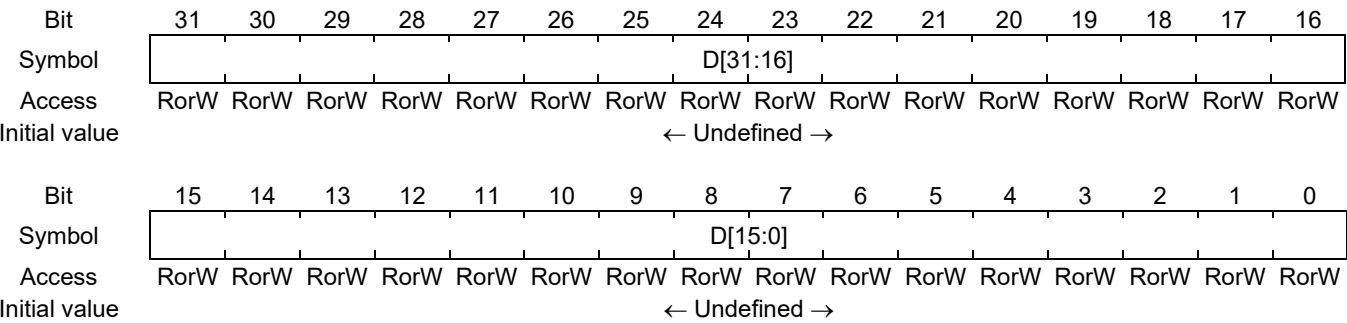 Bit 31 30 29 28 27 26 25 24 23 22 21 20 19 18 17 16
Symbol D[31:16]
Access RorW RorW RorW RorW RorW RorW RorW RorW RorW RorW RorW RorW RorW RorW RorW RorW
Initial value ← Undefined →
Bit 15 14 13 12 11 10 9 8 7 6 5 4 3 2 1 0
Symbol D[15:0]
Access RorW RorW RorW RorW RorW RorW RorW RorW RorW RorW RorW RorW RorW RorW RorW RorW
Initial value ← Undefined →